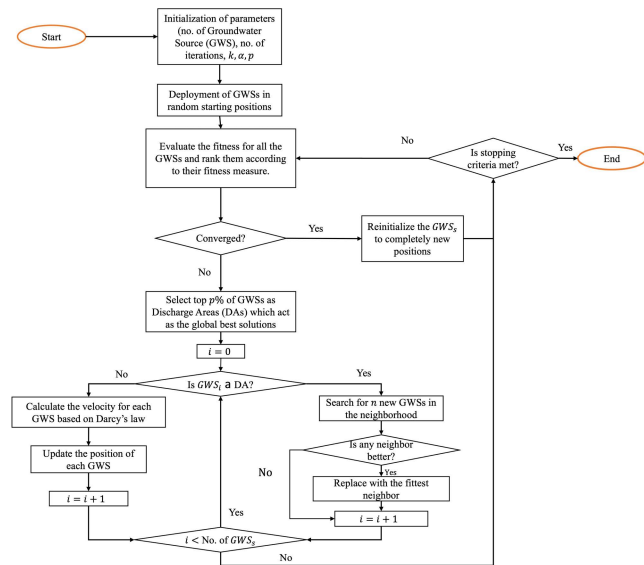 Start
Initialization of parameters
(no. of Groundwater
Source (GWS), no. of
iterations, k, α, p
Deployment of GWSs in
random starting positions
Evaluate the fitness for all the
GWSs and rank them according
to their fitness measure.
No
Is stopping
criteria met?
Yes
End
Converged?
Yes
Reinitialize the GWS_s
to completely new
positions
No
Select top p% of GWSs as
Discharge Areas (DAs) which act
as the global best solutions
i = 0
No
Is GWS_i a DA?
Yes
Calculate the velocity for each
GWS based on Darcy's law
Update the position of
each GWS
i = i + 1
Search for n new GWSs in
the neighborhood
Is any neighbor
better?
No
Yes
Replace with the fittest
neighbor
i = i + 1
Yes
i < No. of GWS_s
No